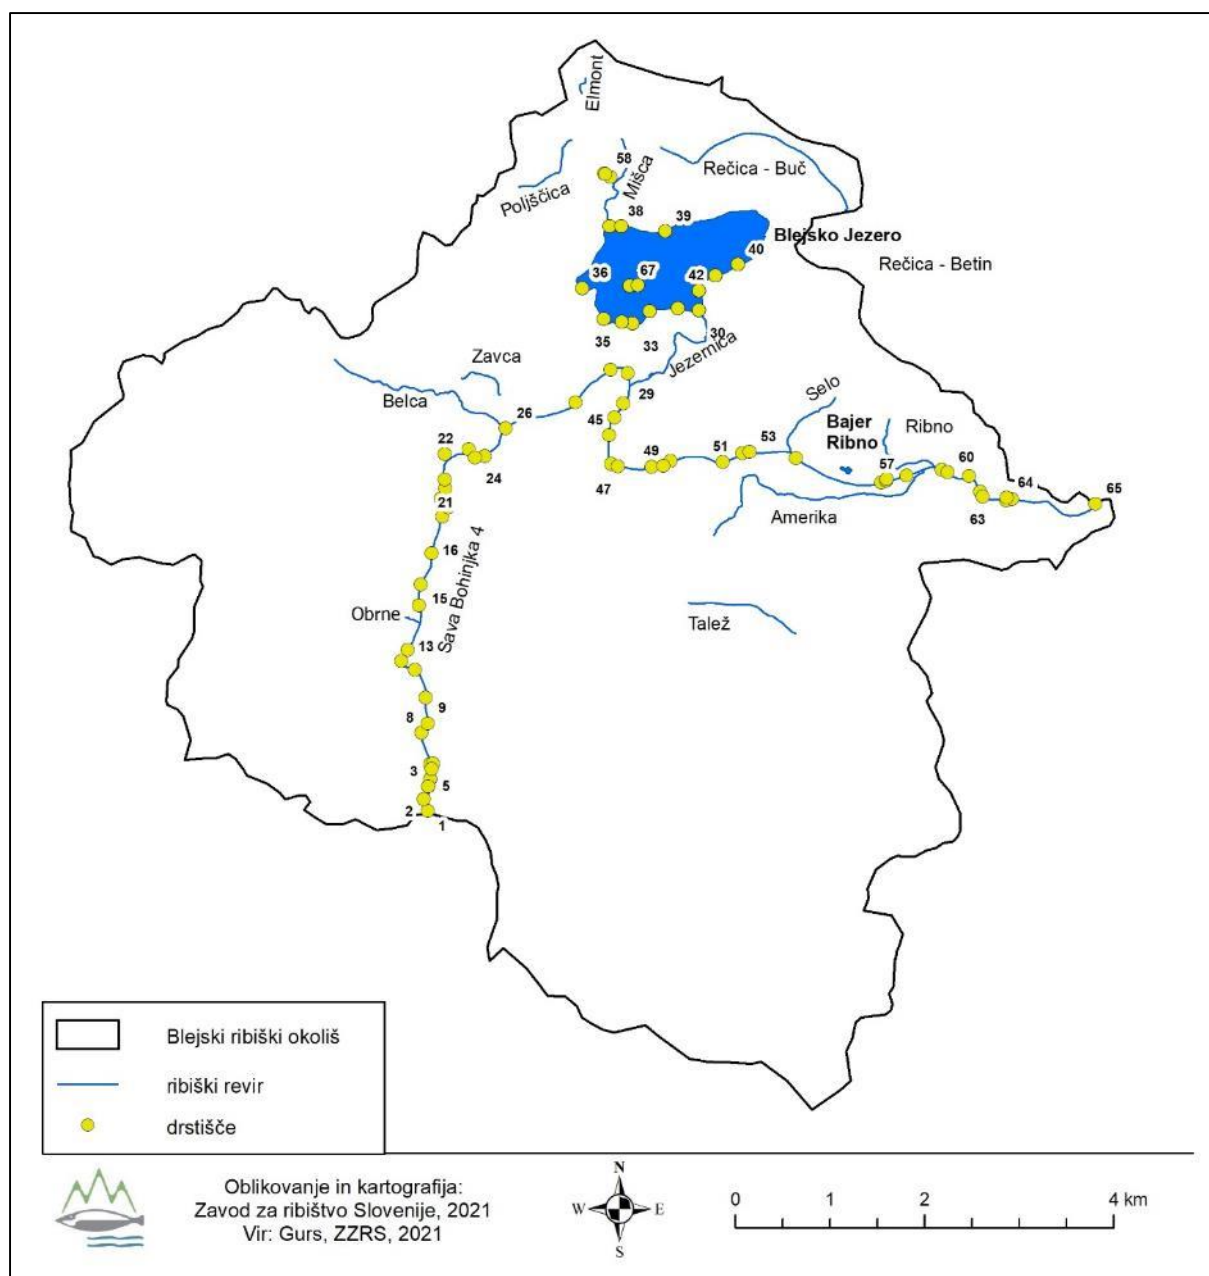 Elmont
58
Mišca
Rečica - Buč
Poljščica
38
39
Blejsko Jezero
40
Rečica - Betin
36
67
42
35
33
30
Jezernica
Zavca
Belca
26
29
45
Selo
Bajer
Ribno
Ribno
22
24
49
51
53
47
57
60
64
65
63
Amerika
21
16
Sava Bohinjka 4
15
Obrne
Talež
13
9
8
3
5
2
1
Blejski ribiški okoliš
ribiški revir
drstišče
Oblikovanje in kartografija:
Zavod za ribištvo Slovenije, 2021
Vir: Gurs, ZZRS, 2021
N
W E
S
0 1 2 4 km